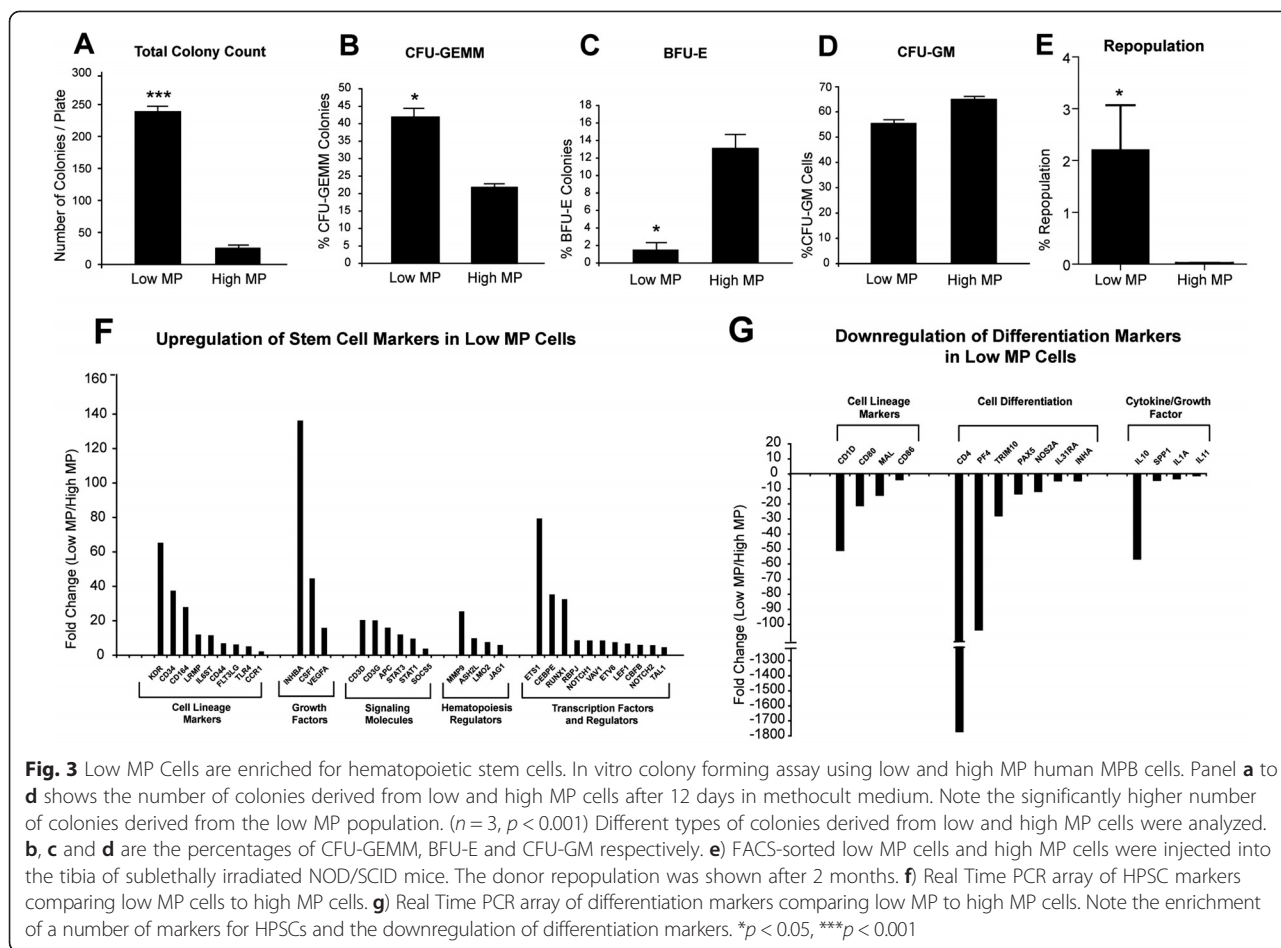 A
Total Colony Count
***
Number of Colonies / Plate
300
250
200
150
100
50
0
Low MP
High MP
B
CFU-GEMM
*
% CFU-GEMM Colonies
50
45
40
35
30
25
20
15
10
5
0
Low MP
High MP
C
BFU-E
*
% BFU-E Colonies
18
16
14
12
10
8
6
4
2
0
Low MP
High MP
D
CFU-GM
%CFU-GM Cells
70
60
50
40
30
20
10
0
Low MP
High MP
E
Repopulation
*
% Repopulation
4
3
2
1
0
Low MP
High MP
F
Upregulation of Stem Cell Markers in Low MP Cells
Fold Change (Low MP/High MP)
160
140
120
100
80
60
40
20
0
KDR
CD34
CD164
LRMP
IL6ST
CD44
FLT3LG
TLR4
CCR1
Cell Lineage
Markers
INHBA
CSF1
VEGFA
Growth
Factors
CD3D
CD3G
APC
STAT3
STAT1
SOCS5
Signaling
Molecules
MMP9
ASH2L
LMO2
JAG1
Hematopoiesis
Regulators
ETS1
CEBPE
RUNX1
RBPJ
NOTCH1
VAV1
ETV6
LEF1
CBFB
NOTCH2
TAL1
Transcription Factors
and Regulators
G
Downregulation of Differentiation Markers
in Low MP Cells
Cell Lineage
Markers
Cell Differentiation
Cytokine/Growth
Factor
CD1D
CD80
MAL
CD86
CD4
PF4
TRIM10
PAX5
NOS2A
IL31RA
INHA
IL10
SPP1
IL1A
IL11
Fold Change (Low MP/High MP)
20
10
0
-10
-20
-30
-40
-50
-60
-70
-80
-90
-100
-1300
-1400
-1500
-1600
-1700
-1800
Fig. 3 Low MP Cells are enriched for hematopoietic stem cells. In vitro colony forming assay using low and high MP human MPB cells. Panel a to
d shows the number of colonies derived from low and high MP cells after 12 days in methocult medium. Note the significantly higher number
of colonies derived from the low MP population. (n = 3, p < 0.001) Different types of colonies derived from low and high MP cells were analyzed.
b, c and d are the percentages of CFU-GEMM, BFU-E and CFU-GM respectively. e) FACS-sorted low MP cells and high MP cells were injected into
the tibia of sublethally irradiated NOD/SCID mice. The donor repopulation was shown after 2 months. f) Real Time PCR array of HPSC markers
comparing low MP cells to high MP cells. g) Real Time PCR array of differentiation markers comparing low MP to high MP cells. Note the enrichment
of a number of markers for HPSCs and the downregulation of differentiation markers. *p < 0.05, ***p < 0.001